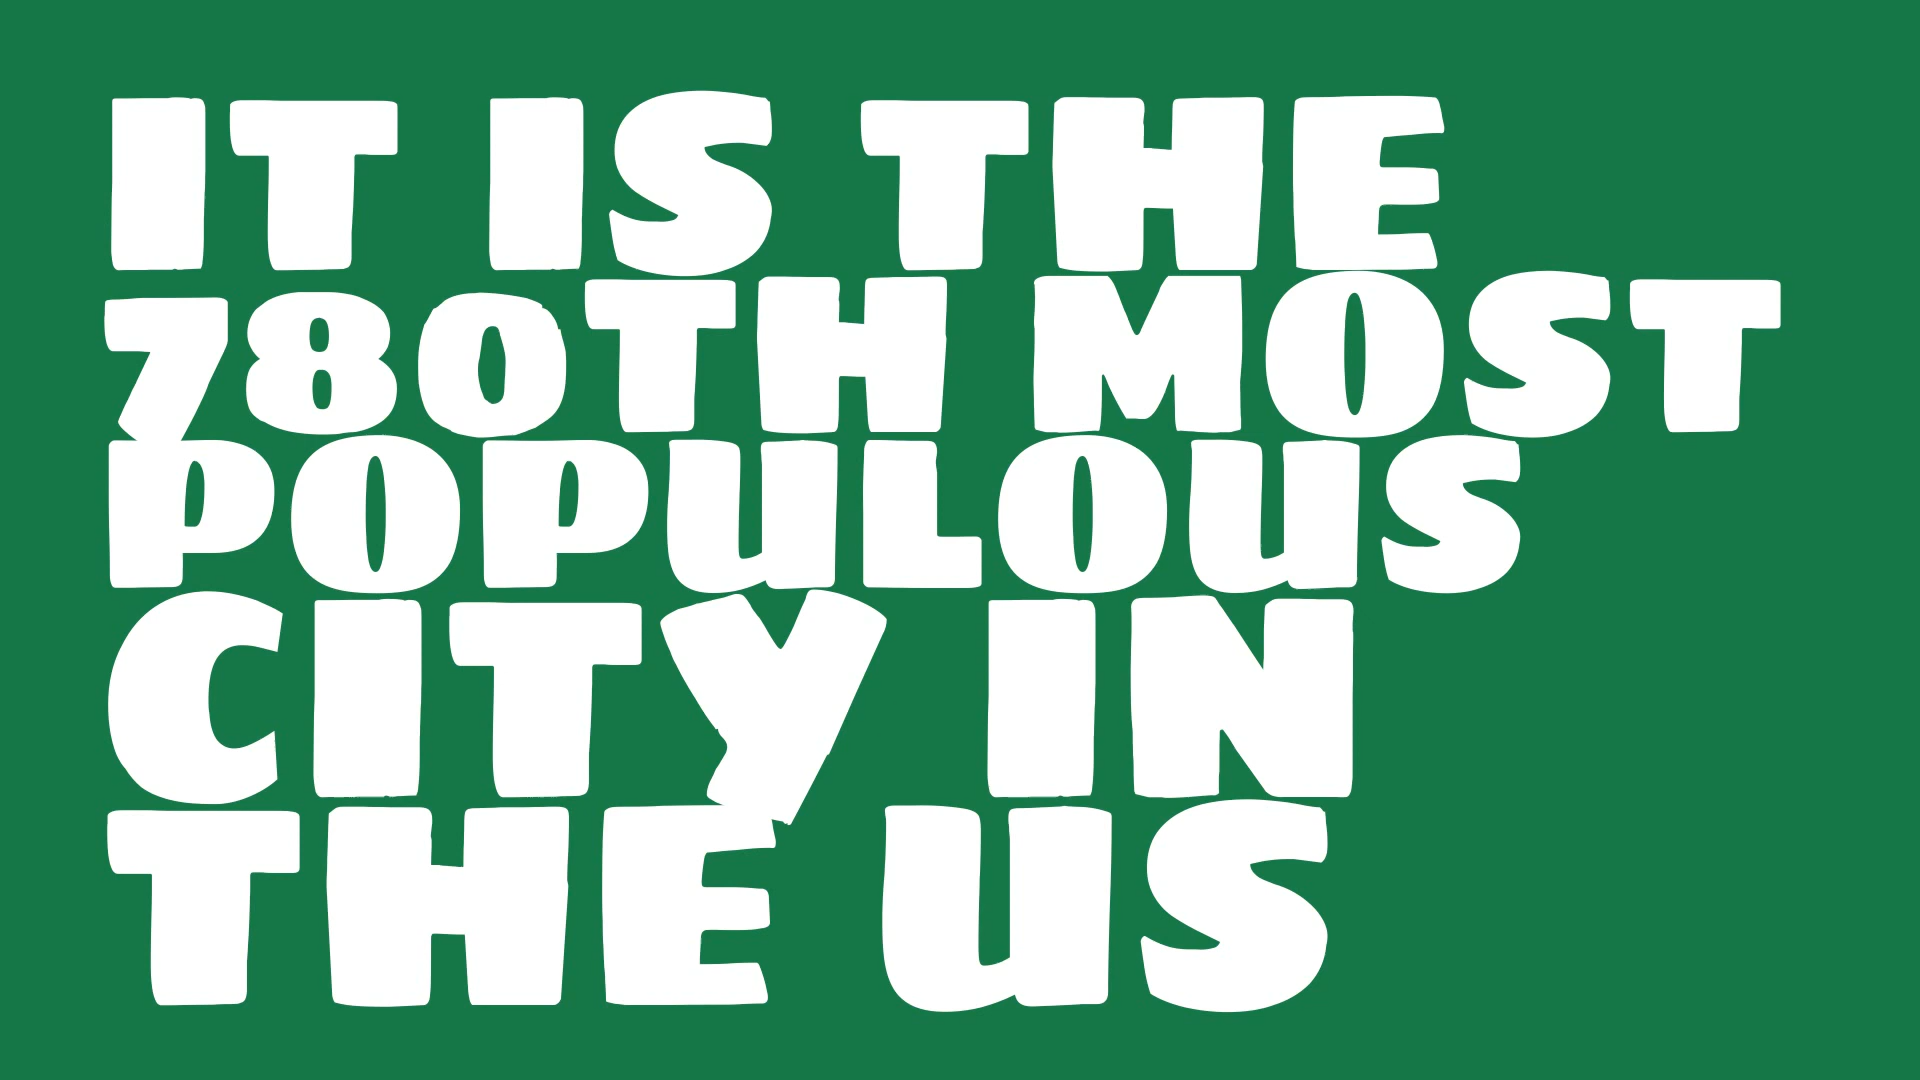 IT IS THE
780TH MOST
POPULOUS
CITY IN
THE US